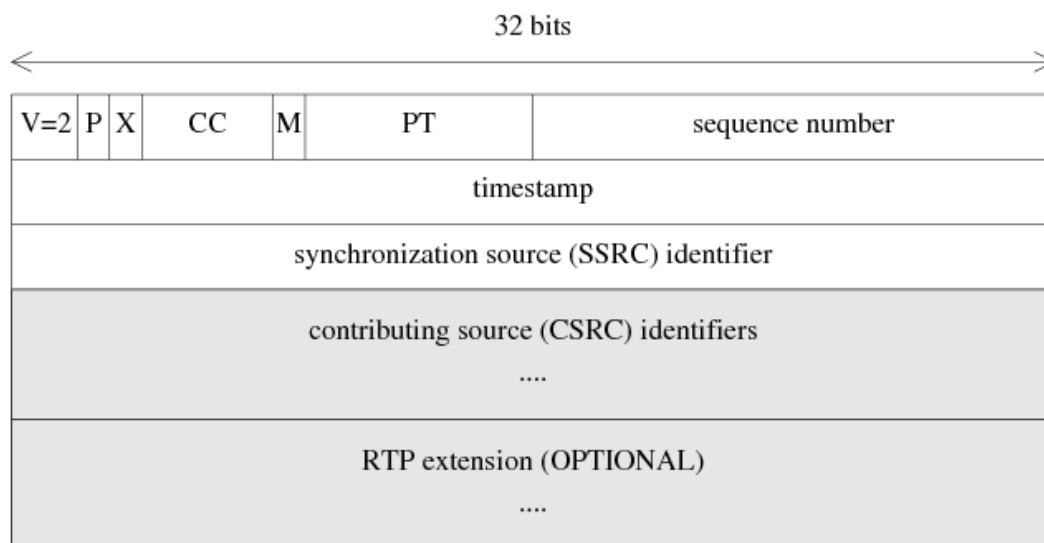 32 bits
V=2 P X CC M PT sequence number
timestamp
synchronization source (SSRC) identifier
contributing source (CSRC) identifiers
....
RTP extension (OPTIONAL)
....